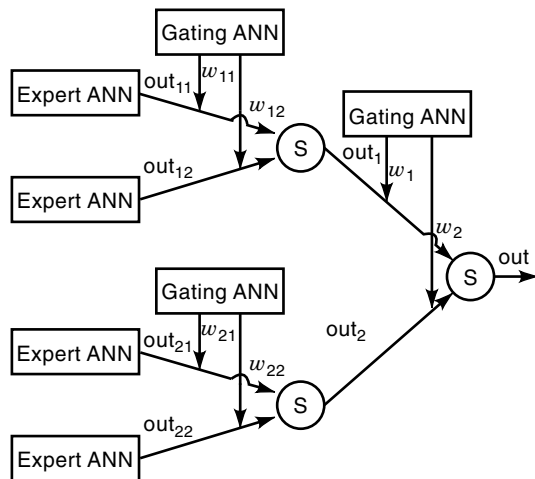 Gating ANN
out₁₁
w₁₁
Expert ANN
w₁₂
Gating ANN
S
out₁
w₁
out₁₂
Expert ANN
w₂
out
S
Gating ANN
out₂₁
w₂₁
out₂
Expert ANN
w₂₂
S
out₂₂
Expert ANN